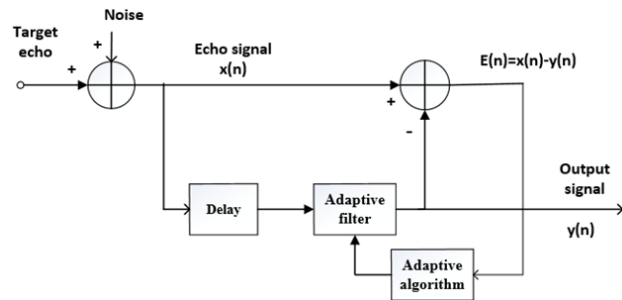 Target
echo
Noise
+
+
Echo signal
x(n)
+
-
E(n)=x(n)-y(n)
Delay
Adaptive
filter
Output
signal
y(n)
Adaptive
algorithm